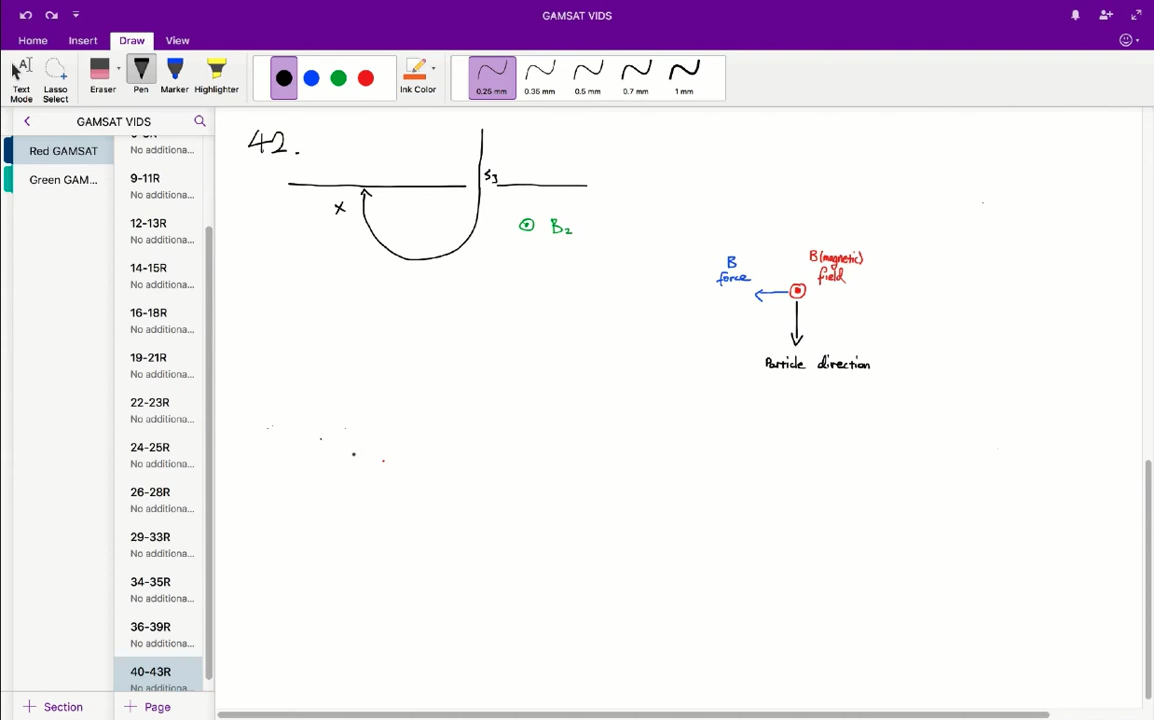 GAMSAT VIDS
Home
Insert
Draw
View
Text
Mode
Lasso
Select
Eraser
Pen
Marker
Highlighter
Ink Color
0.25 mm
0.35 mm
0.5 mm
0.7 mm
1 mm
GAMSAT VIDS
Red GAMSAT
Green GAM...
No additiona...
9-11R
No additiona...
12-13R
No additiona...
14-15R
No additiona...
16-18R
No additiona...
19-21R
No additiona...
22-23R
No additiona...
24-25R
No additiona...
26-28R
No additiona...
29-33R
No additiona...
34-35R
No additiona...
36-39R
No additiona...
40-43R
No additiona...
+ Section
+ Page
42.
S3
X
B2
B
force
B(magnetic)
field
Particle direction